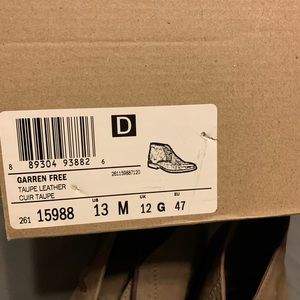 D
8 89304 93882 6
GARREN FREE
TAUPE LEATHER
CUIR TAUPE
261159887120
US UK EU
261 15988 13 M 12 G 47